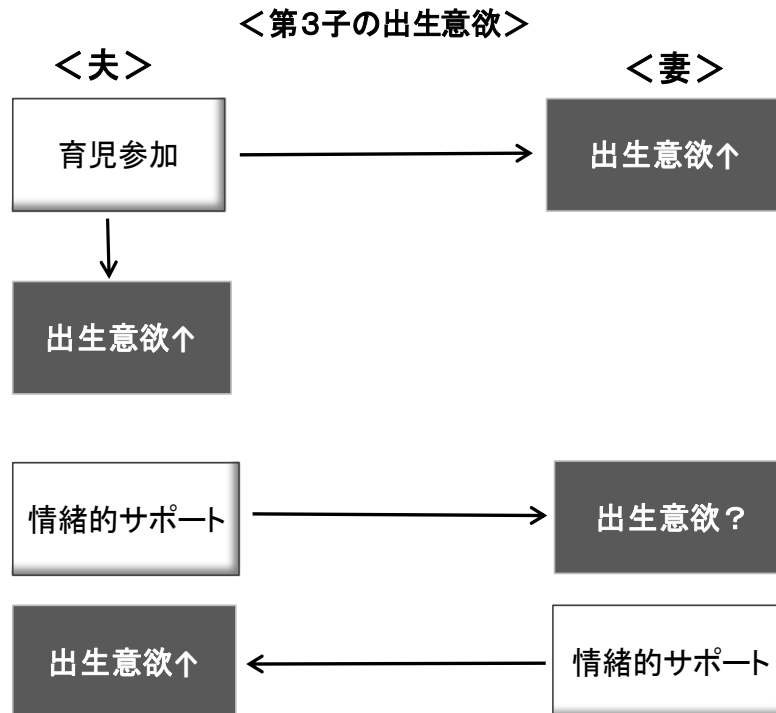 ＜第3子の出生意欲＞
＜夫＞
＜妻＞
育児参加
出生意欲↑
出生意欲↑
情緒的サポート
出生意欲？
出生意欲↑
情緒的サポート